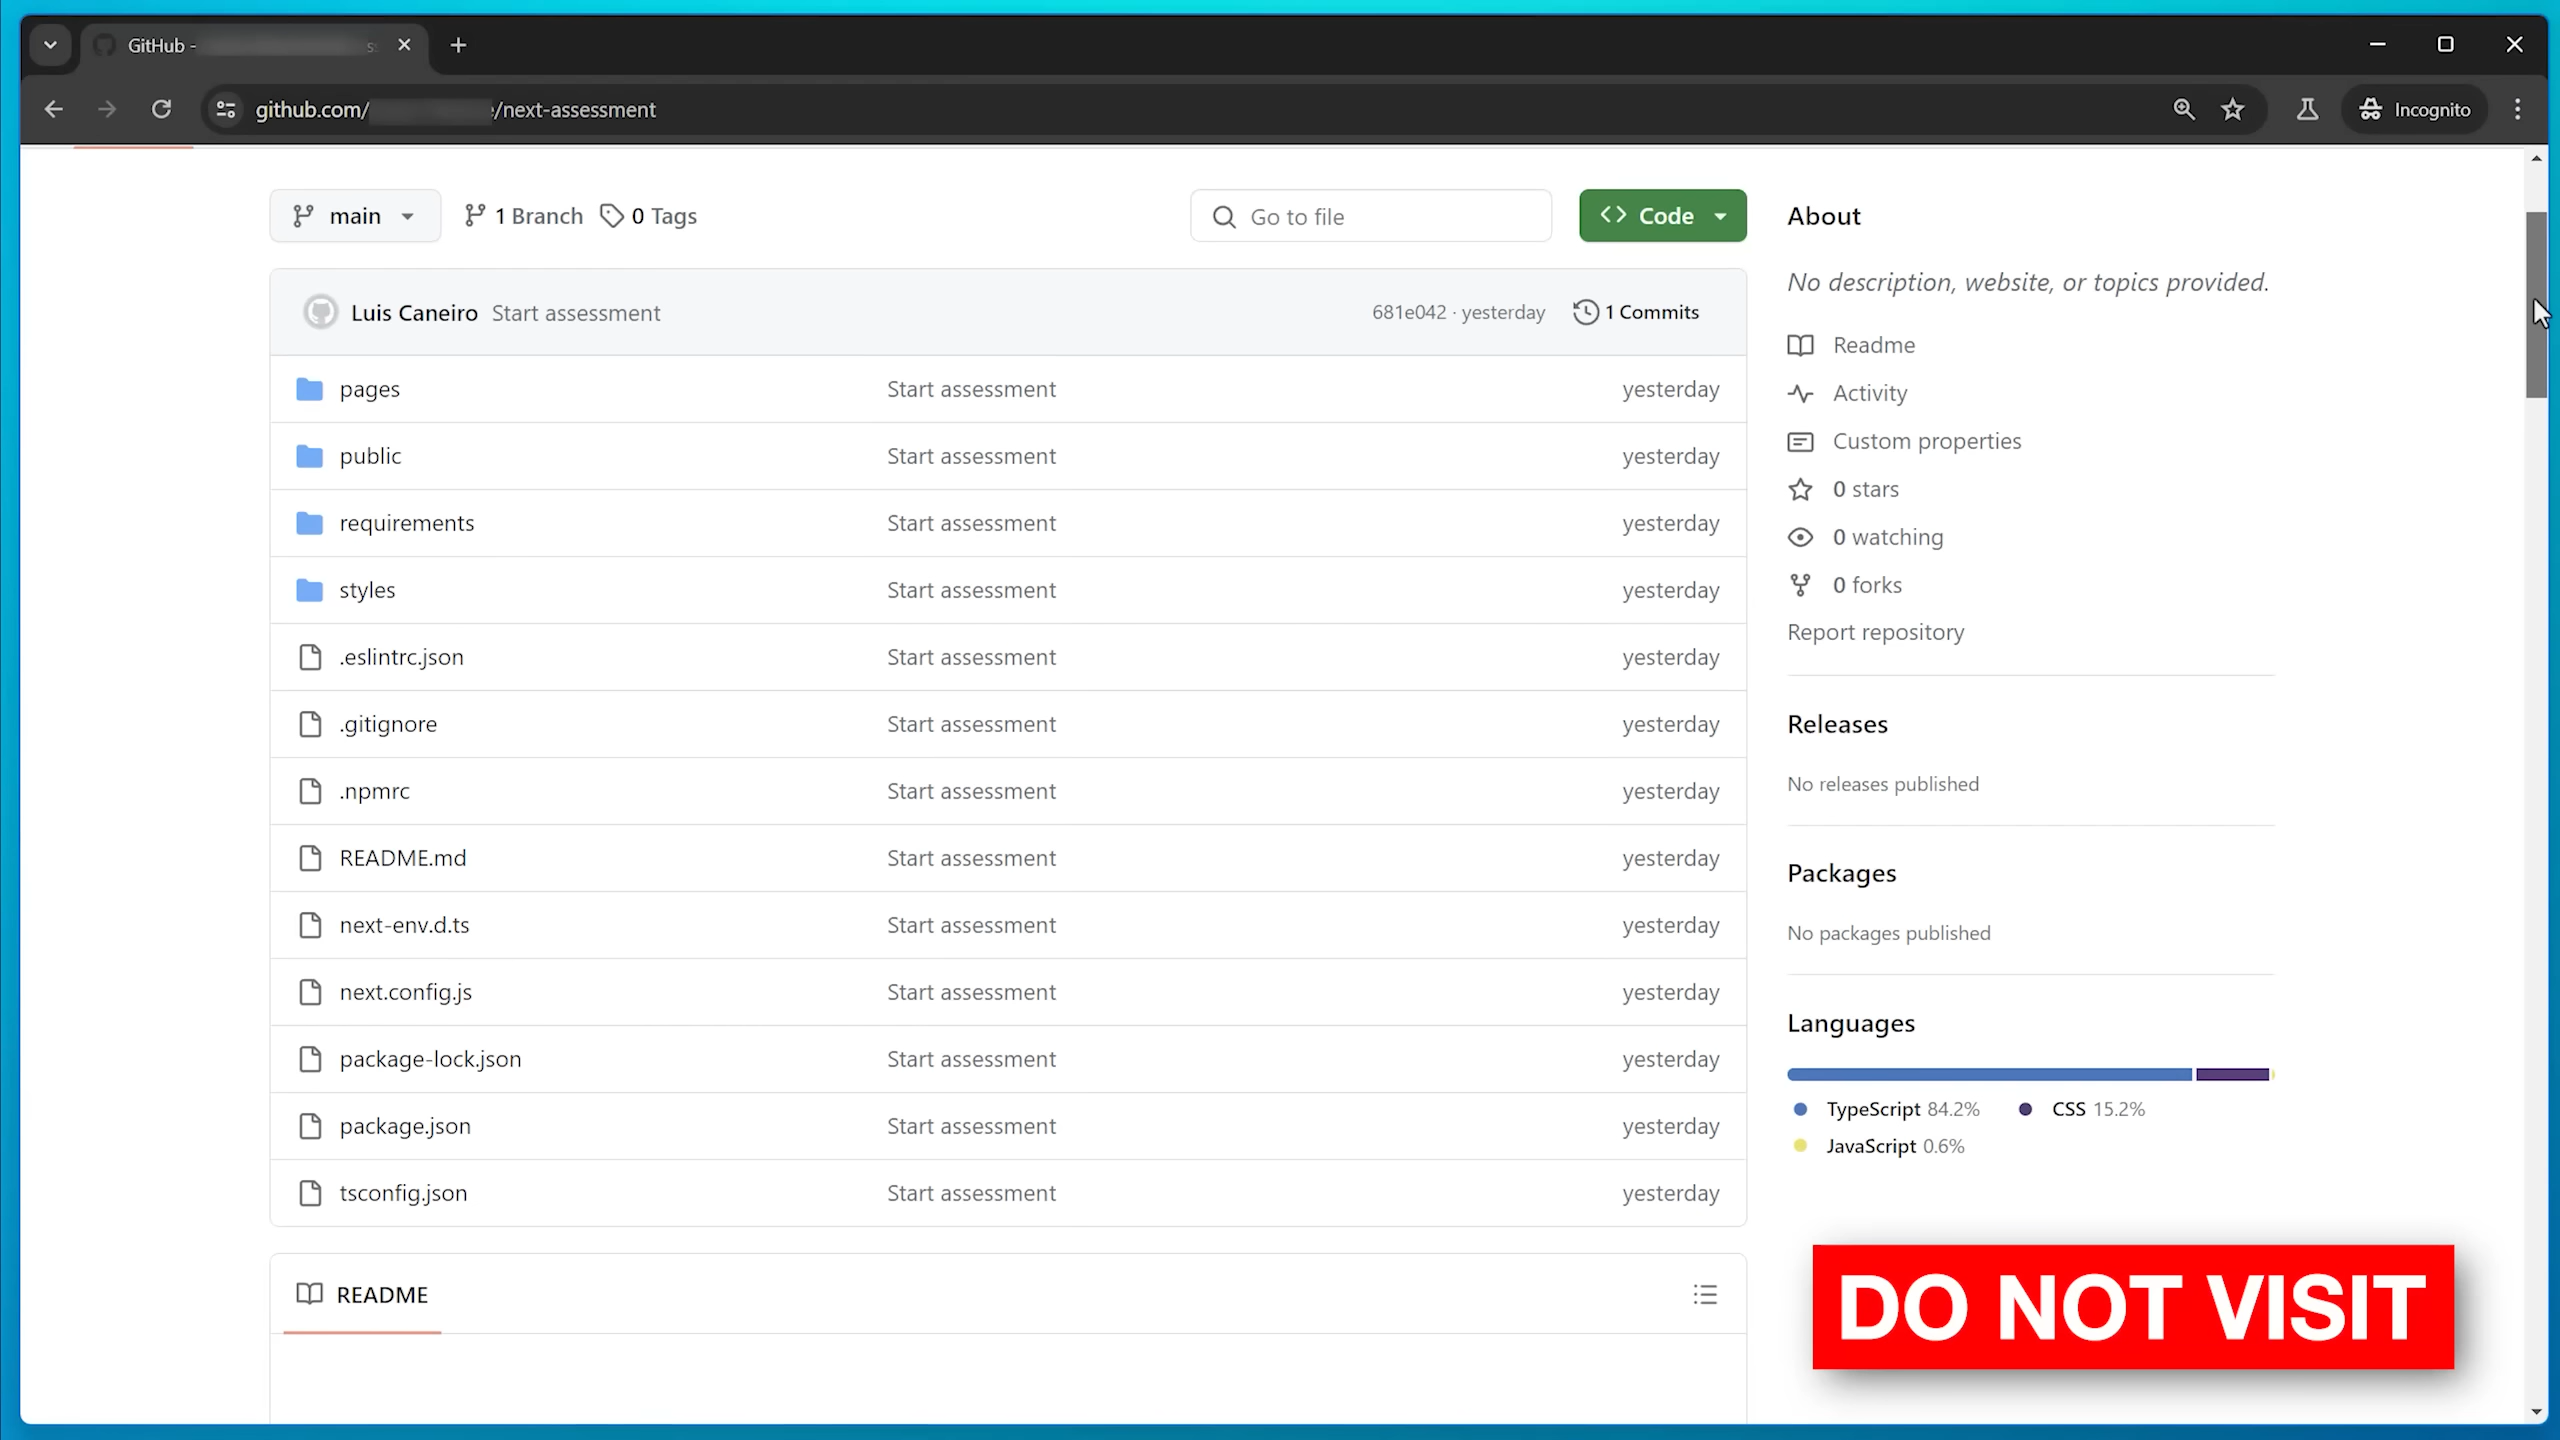 GitHub -
github.com/ /next-assessment
Incognito
main
1 Branch
0 Tags
Go to file
Code
About
No description, website, or topics provided.
Luis Caneiro Start assessment
681e042 · yesterday
1 Commits
Readme
Activity
Custom properties
0 stars
0 watching
0 forks
Report repository
pages Start assessment yesterday
public Start assessment yesterday
requirements Start assessment yesterday
styles Start assessment yesterday
.eslintrc.json Start assessment yesterday
.gitignore Start assessment yesterday
.npmrc Start assessment yesterday
README.md Start assessment yesterday
next-env.d.ts Start assessment yesterday
next.config.js Start assessment yesterday
package-lock.json Start assessment yesterday
package.json Start assessment yesterday
tsconfig.json Start assessment yesterday
Releases
No releases published
Packages
No packages published
Languages
TypeScript 84.2% CSS 15.2%
JavaScript 0.6%
README
DO NOT VISIT